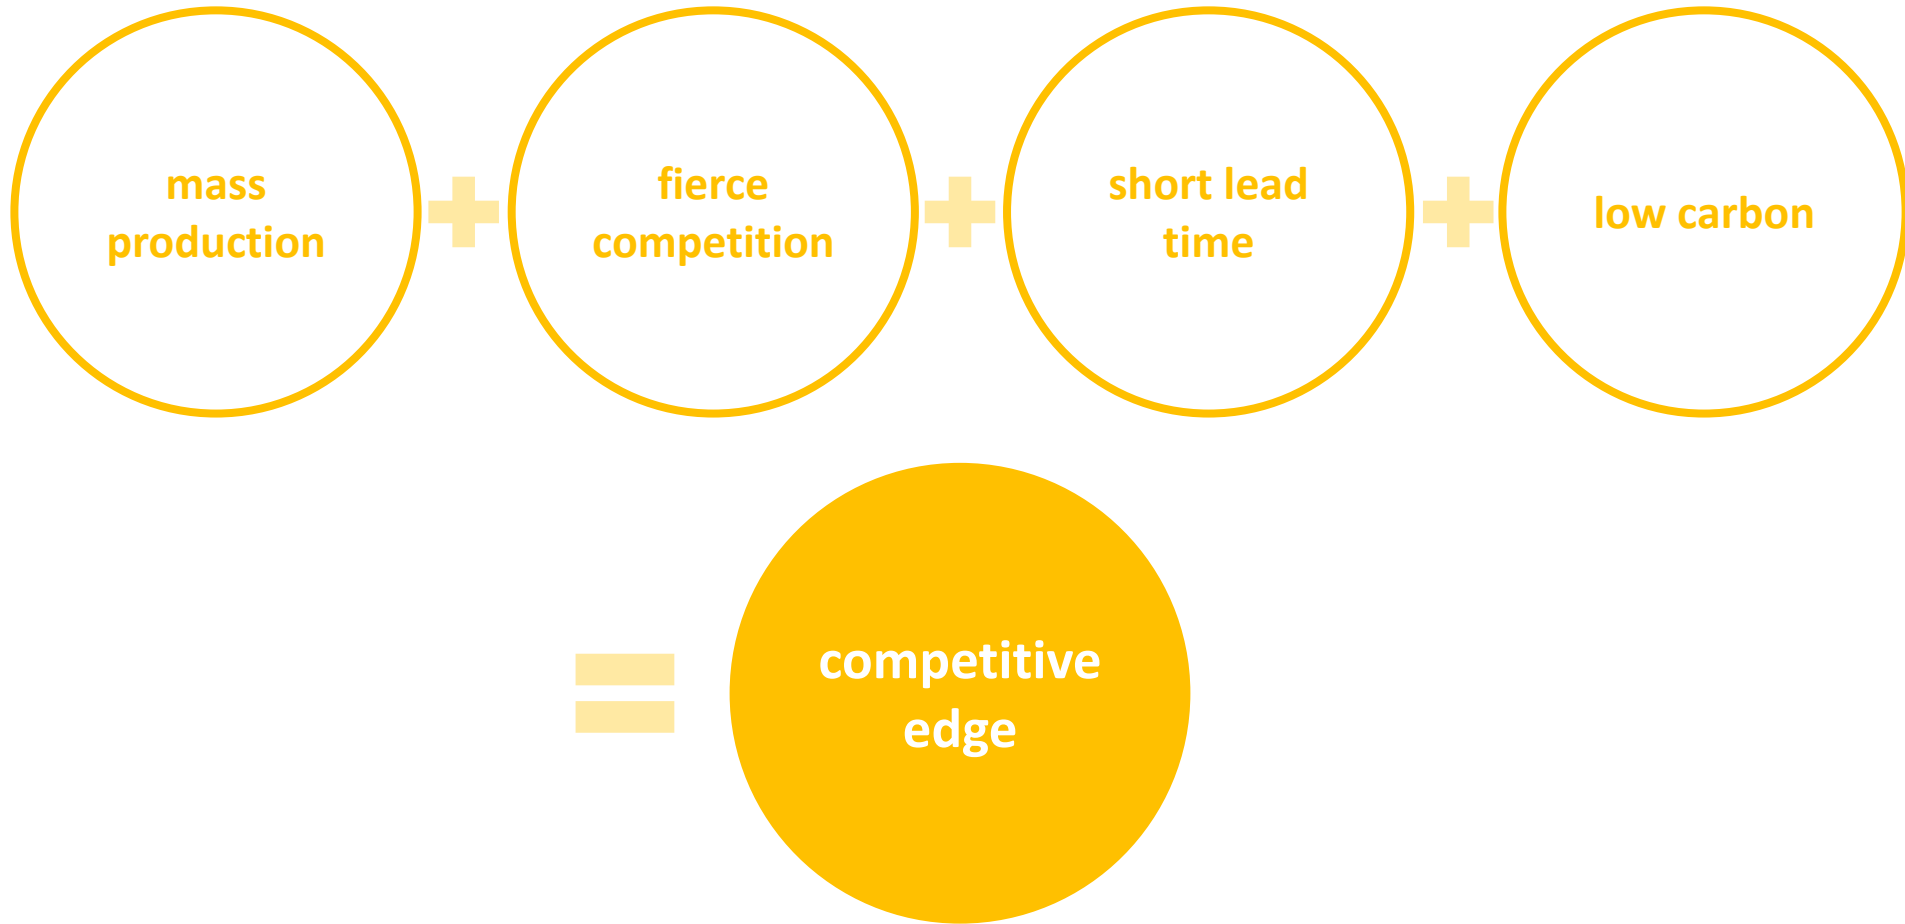 mass
production
fierce
competition
short lead
time
low carbon
competitive
edge